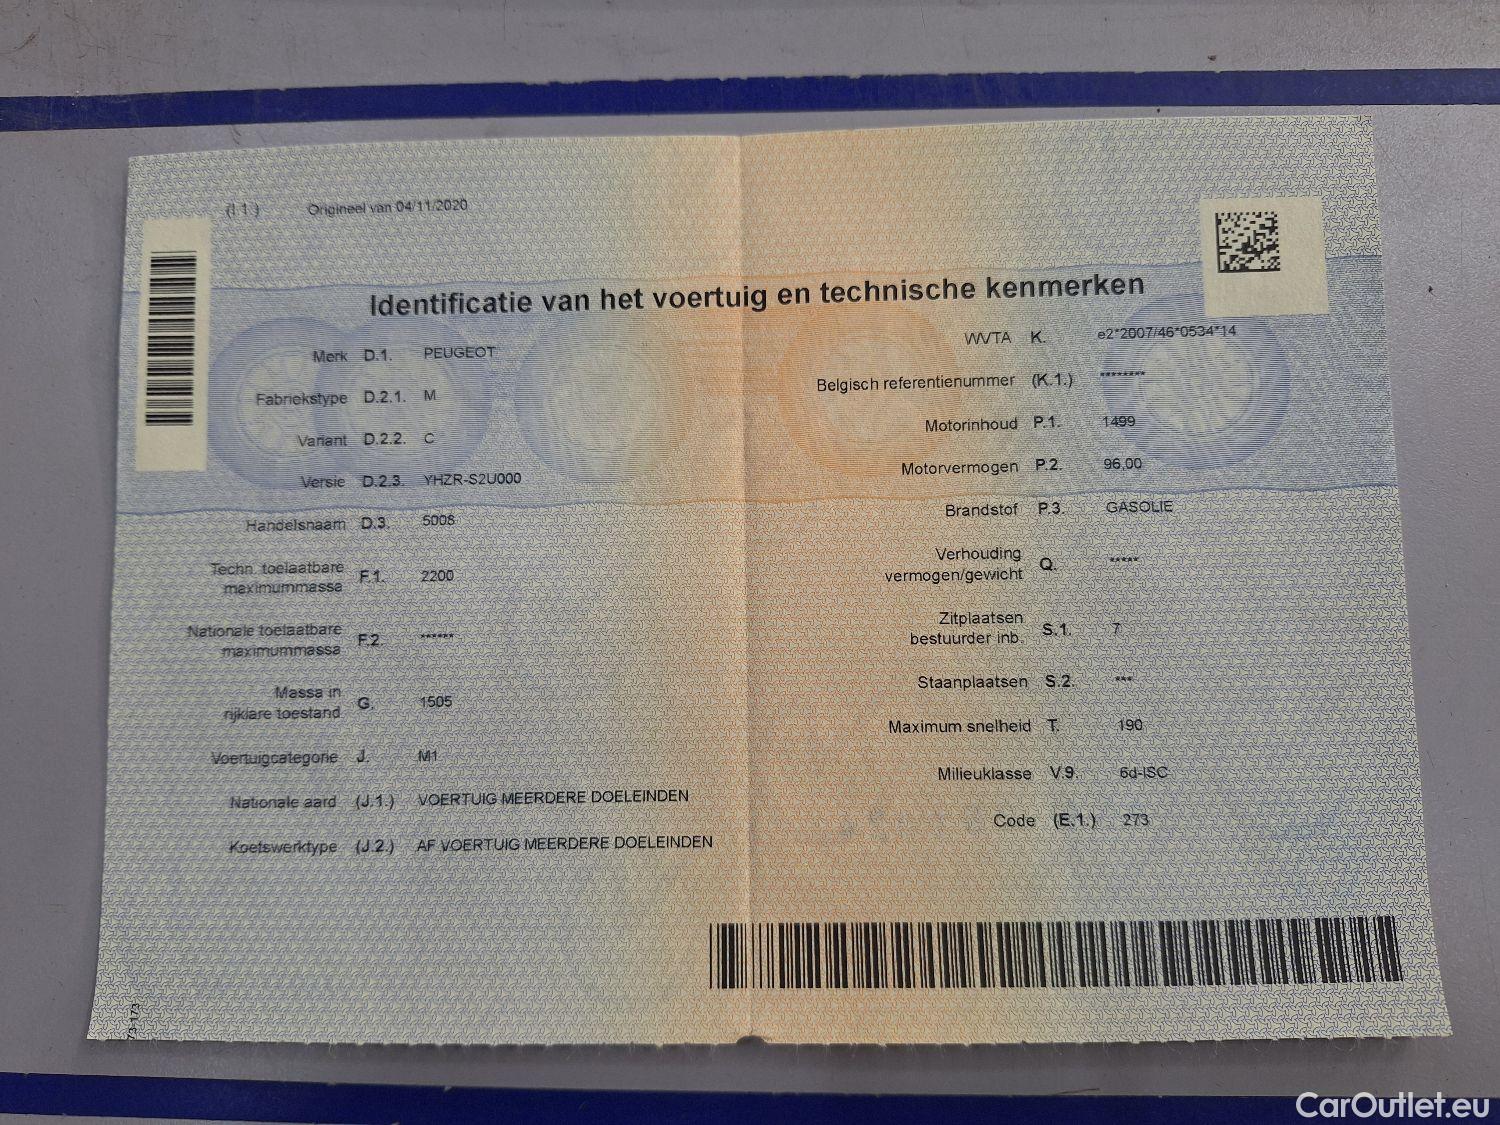 (I.1.) Origineel van 04/11/2020
Identificatie van het voertuig en technische kenmerken
Merk D.1. PEUGEOT
Fabriekstype D.2.1. M
Variant D.2.2. C
Versie D.2.3. YHZR-S2U000
Handelsnaam D.3. 5008
Techn. toelaatbare
maximummassa F.1. 2200
Nationale toelaatbare
maximummassa F.2. ******
Massa in
rijklare toestand G. 1505
Voertuigcategorie J. M1
Nationale aard (J.1.) VOERTUIG MEERDERE DOELEINDEN
Koetswerktype (J.2.) AF VOERTUIG MEERDERE DOELEINDEN
WVTA K. e2*2007/46*0534*14
Belgisch referentienummer (K.1.) ********
Motorinhoud P.1. 1499
Motorvermogen P.2. 96,00
Brandstof P.3. GASOLIE
Verhouding
vermogen/gewicht Q. *****
Zitplaatsen
bestuurder inb. S.1. 7
Staanplaatsen S.2. ***
Maximum snelheid T. 190
Milieuklasse V.9. 6d-ISC
Code (E.1.) 273
73-173
CarOutlet.eu